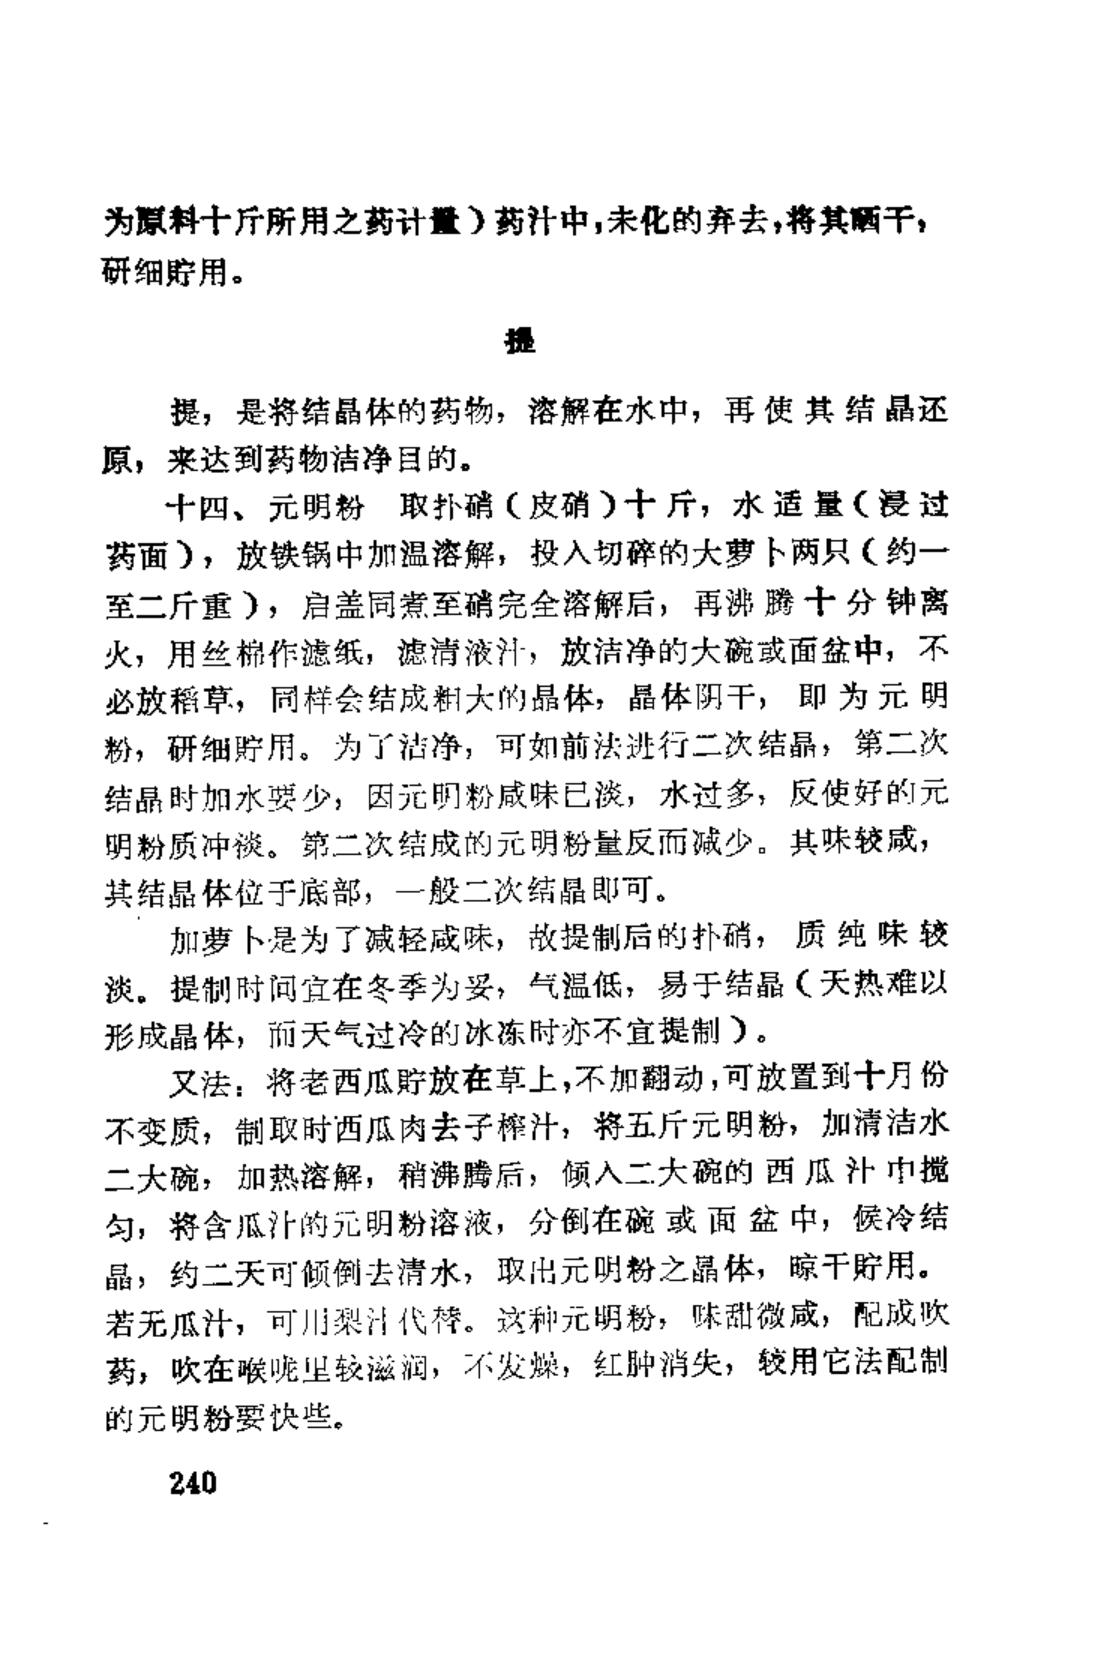 为原料十斤所用之药计量）药汁中，未化的弃去，将其晒干，
研细貯用。
提
提，是将结晶体的药物，溶解在水中，再使其结晶还
原，来达到药物洁净目的。
十四、元明粉　取扑硝（皮硝）十斤，水适量（浸过
药面），放铁锅中加温溶解，投入切碎的大萝卜两只（约一
至二斤重），启盖同煮至硝完全溶解后，再沸腾十分钟离
火，用丝棉作滤纸，滤清液汁，放洁净的大碗或面盆中，不
必放稻草，同样会结成粗大的晶体，晶体阴干，即为元明
粉，研细貯用。为了洁净，可如前法进行二次结晶，第二次
结晶时加水要少，因元明粉咸味已淡，水过多，反使好的元
明粉质冲淡。第二次结成的元明粉量反而减少。其味较咸，
其结晶体位于底部，一般二次结晶即可。
加萝卜是为了减轻咸味，故提制后的扑硝，质纯味较
淡。提制时间宜在冬季为妥，气温低，易于结晶（天热难以
形成晶体，而天气过冷的冰冻时亦不宜提制）。
又法：将老西瓜貯放在草上，不加翻动，可放置到十月份
不变质，制取时西瓜肉去子榨汁，将五斤元明粉，加清洁水
二大碗，加热溶解，稍沸腾后，倾入二大碗的西瓜汁中搅
匀，将含瓜汁的元明粉溶液，分倒在碗或面盆中，候冷结
晶，约二天可倾倒去清水，取出元明粉之晶体，晾干貯用。
若无瓜汁，可用梨汁代替。这种元明粉，味甜微咸，配成吹
药，吹在喉咙里较滋润，不发燥，红肿消失，较用它法配制
的元明粉要快些。
240